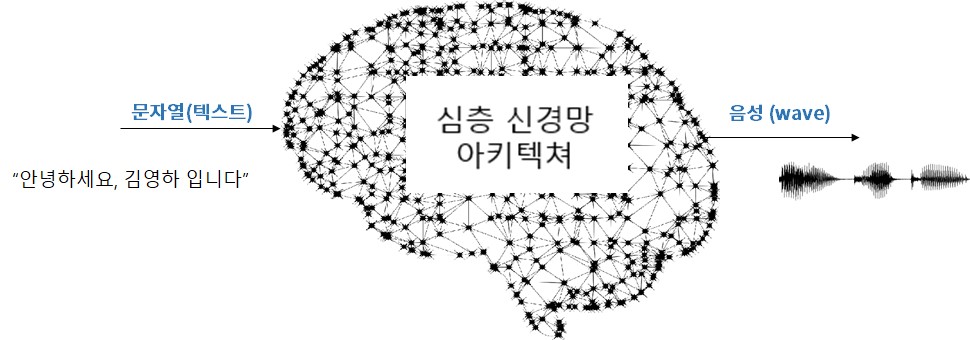 문자열(텍스트)
“안녕하세요, 김영하 입니다”
심층 신경망
아키텍쳐
음성 (wave)